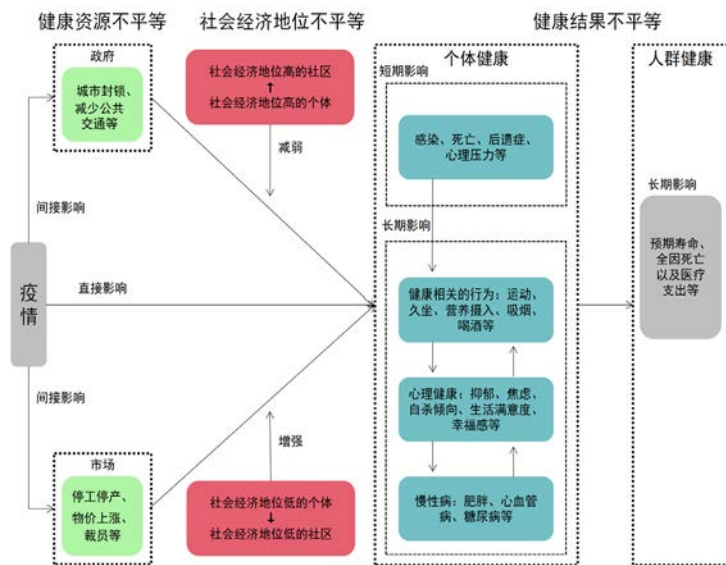 健康资源不平等
社会经济地位不平等
健康结果不平等
政府
城市封锁、
减少公共
交通等
间接影响
疫情
直接影响
间接影响
市场
停工停产、
物价上涨、
裁员等
社会经济地位高的社区
↑
社会经济地位高的个体
减弱
增强
社会经济地位低的个体
↓
社会经济地位低的社区
个体健康
短期影响
感染、死亡、后遗症、
心理压力等
长期影响
健康相关的行为：运动、
久坐、营养摄入、吸烟、
喝酒等
心理健康：抑郁、焦虑、
自杀倾向、生活满意度、
幸福感等
慢性病：肥胖、心血管
病、糖尿病等
人群健康
长期影响
预期寿命、
全因死亡
以及医疗
支出等